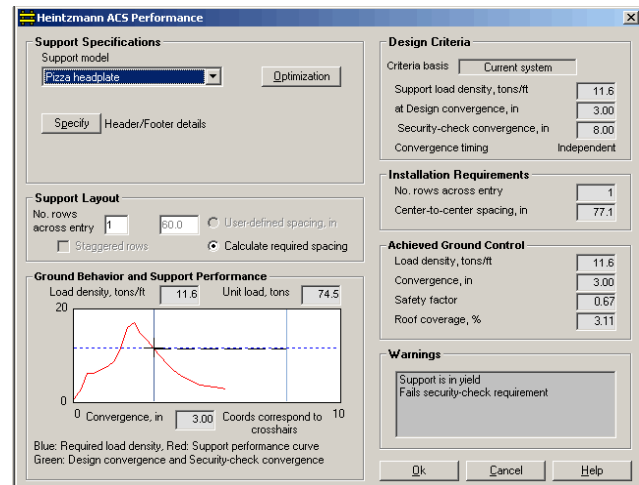 Heintzmann ACS Performance
Support Specifications
Support model
Pizza headplate
Optimization
Specify Header/Footer details
Support Layout
No. rows
across entry 1 60.0 User-defined spacing, in
Staggered rows Calculate required spacing
Ground Behavior and Support Performance
Load density, tons/ft 11.6 Unit load, tons 74.5
20
0
0 Convergence, in 3.00 Coords correspond to 10
crosshairs
Blue: Required load density, Red: Support performance curve
Green: Design convergence and Security-check convergence
Design Criteria
Criteria basis Current system
Support load density, tons/ft 11.6
at Design convergence, in 3.00
Security-check convergence, in 8.00
Convergence timing Independent
Installation Requirements
No. rows across entry 1
Center-to-center spacing, in 77.1
Achieved Ground Control
Load density, tons/ft 11.6
Convergence, in 3.00
Safety factor 0.67
Roof coverage, % 3.11
Warnings
Support is in yield
Fails security-check requirement
Ok Cancel Help